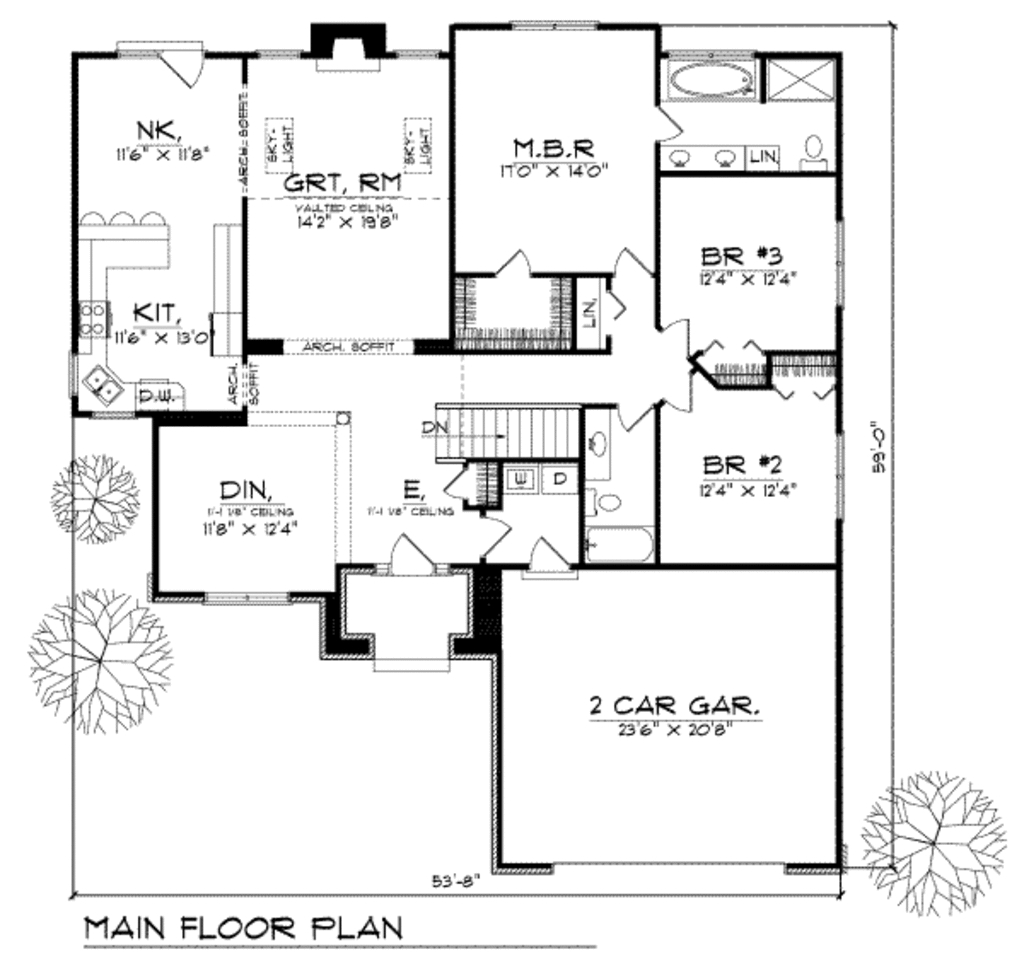 NK,
11'6" X 11'8"
ARCH. SOFFIT
SKY-
LIGHT
SKY-
LIGHT
GRT, RM
VAULTED CEILING
14'2" X 19'8"
M.B.R
17'0" X 14'0"
LIN,
BR #3
12'4" X 12'4"
KIT,
11'6" X 13'0"
LIN,
ARCH. SOFFIT
ARCH.
SOFFIT
D.W.
DN
BR #2
12'4" X 12'4"
W
D
DIN,
11'-1 1/8" CEILING
11'8" X 12'4"
E,
11'-1 1/8" CEILING
2 CAR GAR.
23'6" X 20'8"
53'-8"
MAIN FLOOR PLAN